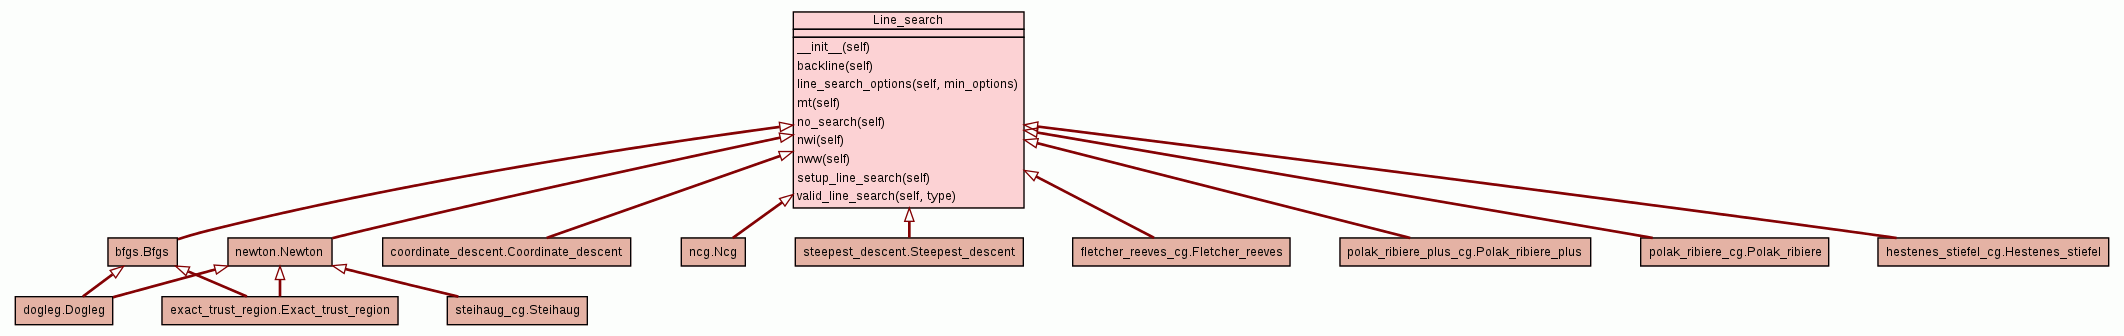 Line_search
__init__(self)
backline(self)
line_search_options(self, min_options)
mt(self)
no_search(self)
nwi(self)
nww(self)
setup_line_search(self)
valid_line_search(self, type)
bfgs.Bfgs
newton.Newton
coordinate_descent.Coordinate_descent
ncg.Ncg
steepest_descent.Steepest_descent
fletcher_reeves_cg.Fletcher_reeves
polak_ribiere_plus_cg.Polak_ribiere_plus
polak_ribiere_cg.Polak_ribiere
hestenes_stiefel_cg.Hestenes_stiefel
dogleg.Dogleg
exact_trust_region.Exact_trust_region
steihaug_cg.Steihaug